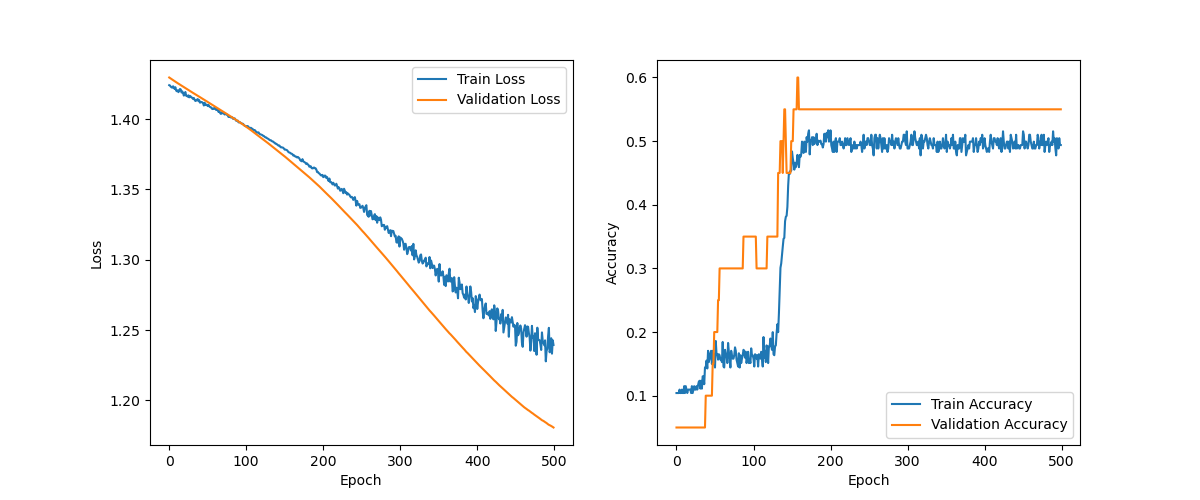 Train Loss
Validation Loss
1.40
1.35
1.30
1.25
1.20
Loss
0 100 200 300 400 500
Epoch
0.6
0.5
0.4
0.3
0.2
0.1
Accuracy
Train Accuracy
Validation Accuracy
0 100 200 300 400 500
Epoch